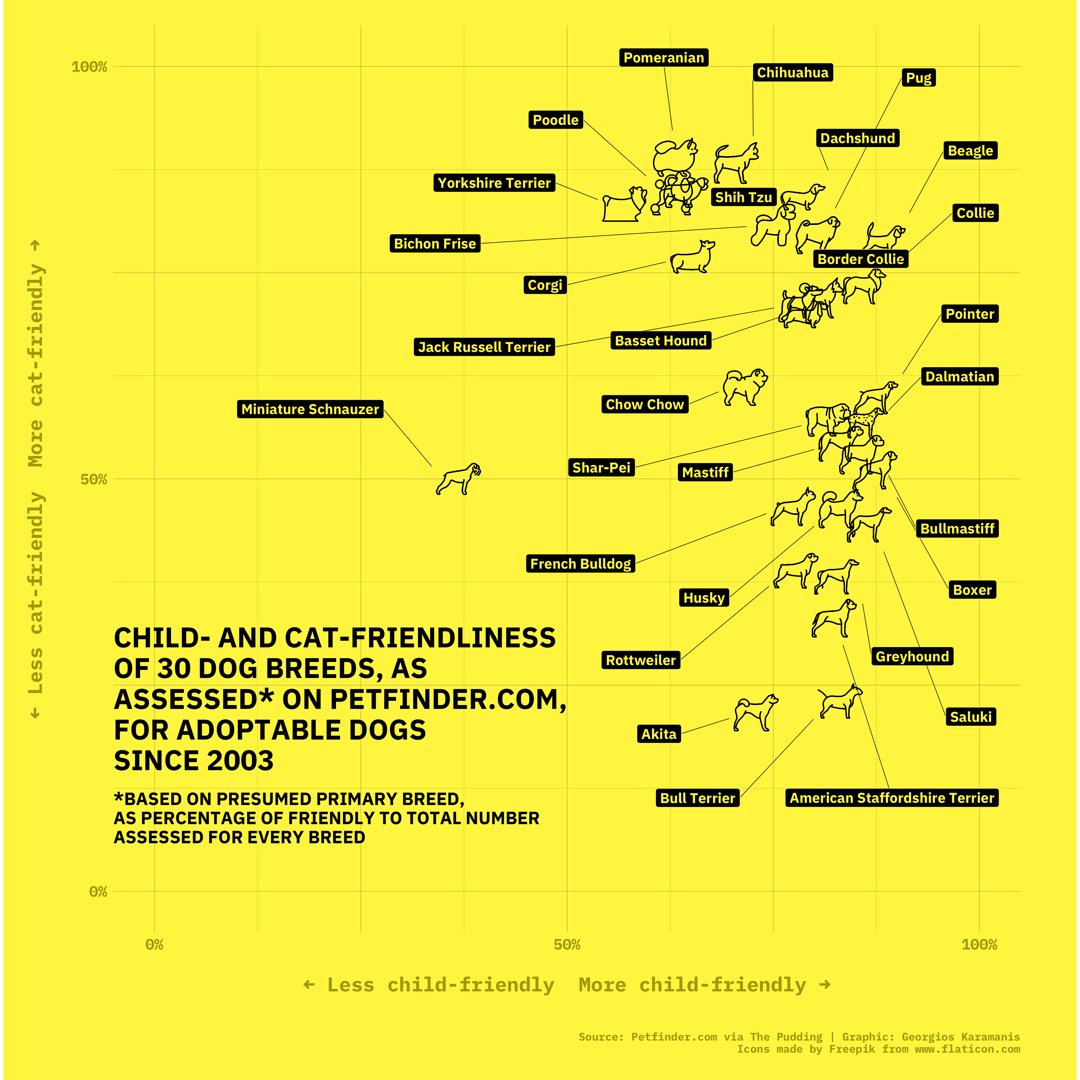 Pomeranian
100%
Chihuahua
Pug
Poodle
Dachshund
Beagle
Yorkshire Terrier
Shih Tzu
Collie
Bichon Frise
Border Collie
Corgi
Pointer
Basset Hound
Jack Russell Terrier
Dalmatian
Chow Chow
Miniature Schnauzer
Shar-Pei
Mastiff
50%
Bullmastiff
French Bulldog
Boxer
Husky
Greyhound
Rottweiler
Saluki
Akita
Bull Terrier
American Staffordshire Terrier
← Less cat-friendly More cat-friendly →
CHILD- AND CAT-FRIENDLINESS
OF 30 DOG BREEDS, AS
ASSESSED* ON PETFINDER.COM,
FOR ADOPTABLE DOGS
SINCE 2003
*BASED ON PRESUMED PRIMARY BREED,
AS PERCENTAGE OF FRIENDLY TO TOTAL NUMBER
ASSESSED FOR EVERY BREED
0%
0% 50% 100%
← Less child-friendly More child-friendly →
Source: Petfinder.com via The Pudding | Graphic: Georgios Karamanis
Icons made by Freepik from www.flaticon.com